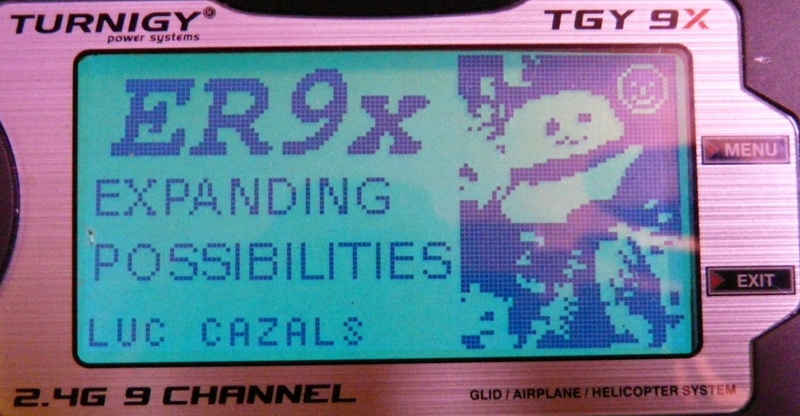 TURNIGY®
power systems
TGY 9X
ER9x
EXPANDING
POSSIBILITIES
LUC CAZALS
MENU
EXIT
2.4G 9 CHANNEL
GLID / AIRPLANE / HELICOPTER SYSTEM